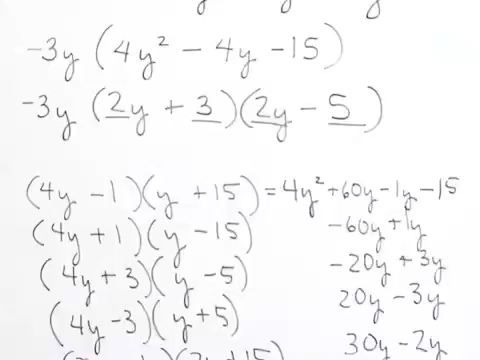 -3y (4y² - 4y - 15)
-3y (2y + 3)(2y - 5)
(4y - 1)(y + 15) = 4y² + 60y - 1y - 15
(4y + 1)(y - 15) -60y + 1y
(4y + 3)(y - 5) -20y + 3y
(4y - 3)(y + 5) 20y - 3y
30y - 2y